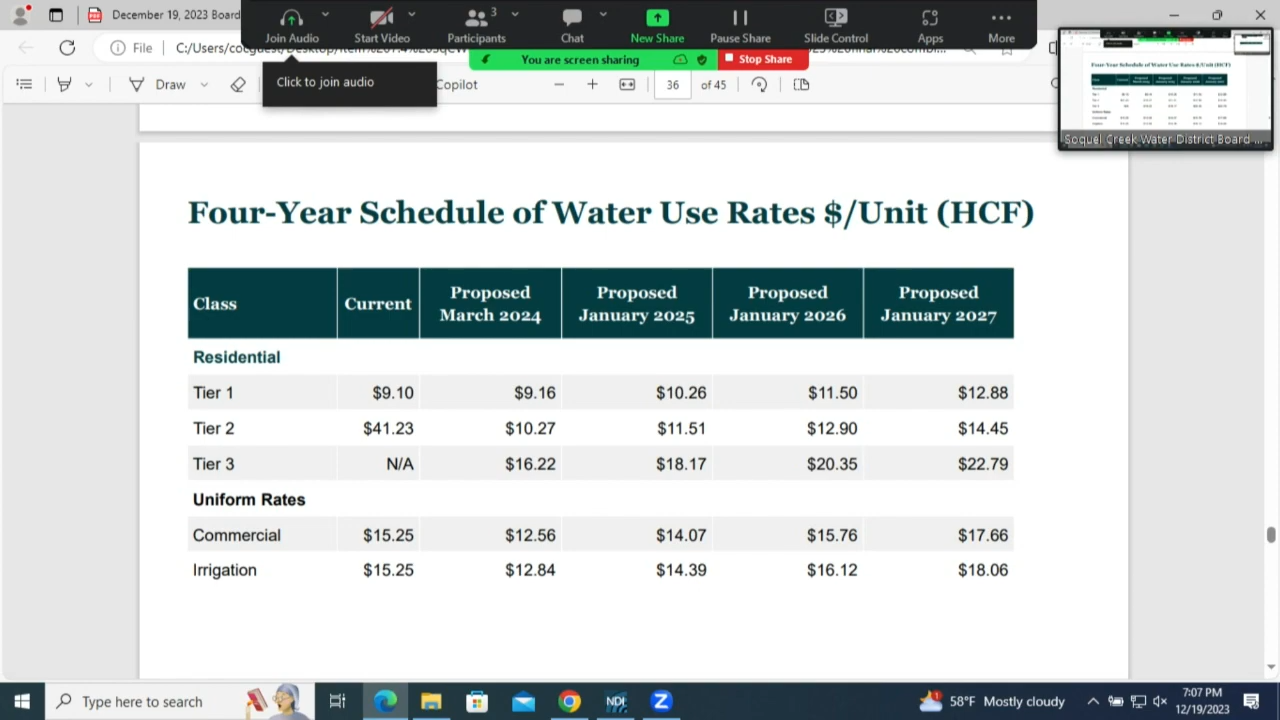 December 19, 2023 Board
Join Audio
Start Video
Participants
3
Chat
New Share
Pause Share
Slide Control
Apps
More
File
You are screen sharing
Stop Share
Click to join audio
36
45
Soquel Creek Water District Board ...
Four-Year Schedule of Water Use Rates $/Unit (HCF)
Class Current Proposed March 2024 Proposed January 2025 Proposed January 2026 Proposed January 2027
Residential
Tier 1 $9.10 $9.16 $10.26 $11.50 $12.88
Tier 2 $41.23 $10.27 $11.51 $12.90 $14.45
Tier 3 N/A $16.22 $18.17 $20.35 $22.79
Uniform Rates
Commercial $15.25 $12.56 $14.07 $15.76 $17.66
Irrigation $15.25 $12.84 $14.39 $16.12 $18.06
Type here to search
NDI
58°F Mostly cloudy
7:07 PM
12/19/2023